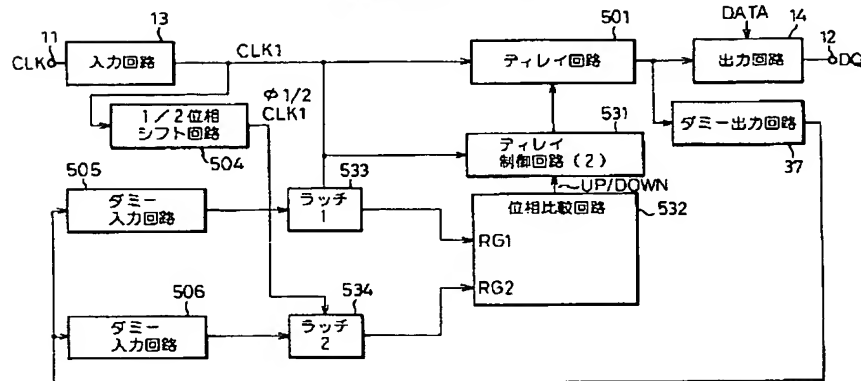 DATA
11
13
501
14
12
CLK
入力回路
CLK1
ディレイ回路
出力回路
DQ
φ1/2
CLK1
1/2位相
シフト回路
504
531
ディレイ
制御回路(2)
ダミー出力回路
37
505
533
UP/DOWN
532
ダミー
入力回路
ラッチ
1
位相比較回路
RG1
RG2
506
534
ダミー
入力回路
ラッチ
2